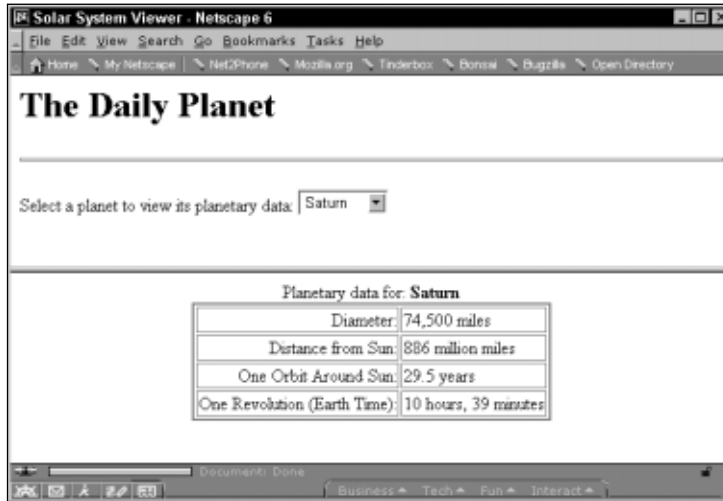 Solar System Viewer - Netscape 6
File Edit View Search Go Bookmarks Tasks Help
Home My Netscape Net2Phone Mozilla.org Tinderbox Bonsai Bugzilla Open Directory
The Daily Planet
Select a planet to view its planetary data: Saturn
Planetary data for: Saturn
Diameter: 74,500 miles
Distance from Sun: 886 million miles
One Orbit Around Sun: 29.5 years
One Revolution (Earth Time): 10 hours, 39 minutes
Document: Done
Business Tech Fun Interact